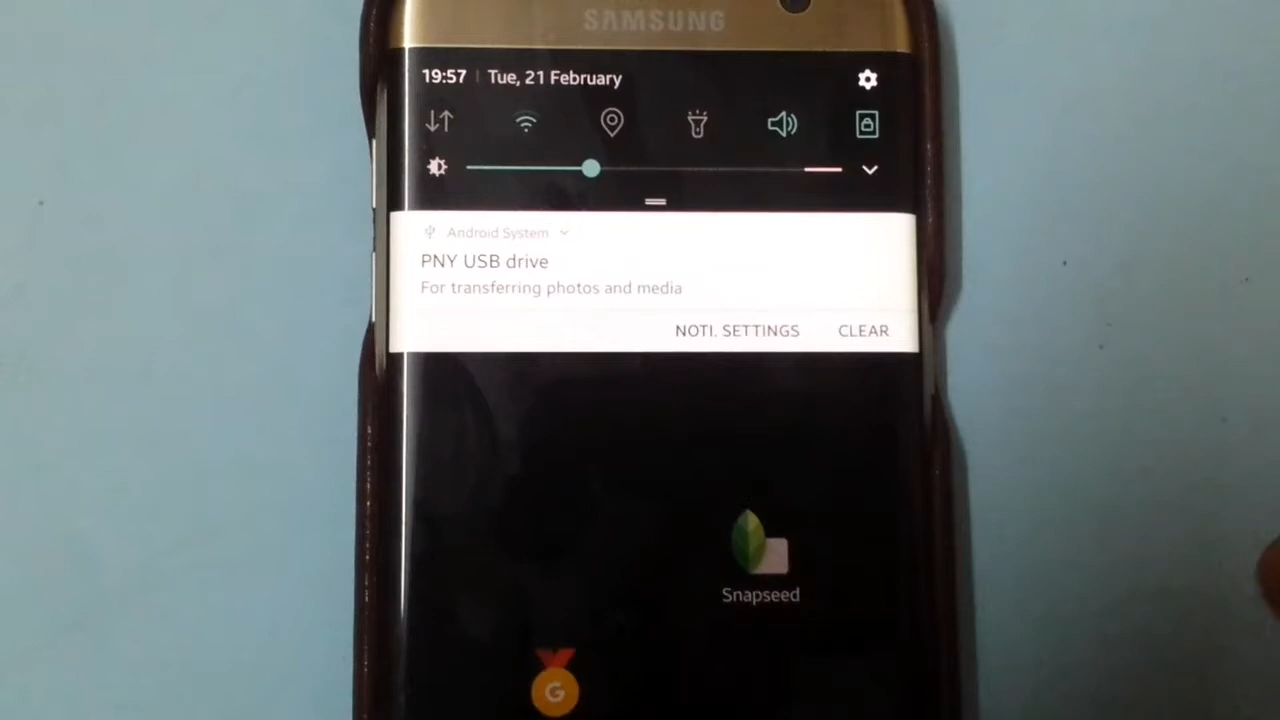 SAMSUNG
19:57 | Tue, 21 February
Android System
PNY USB drive
For transferring photos and media
NOTI. SETTINGS CLEAR
Snapseed
G